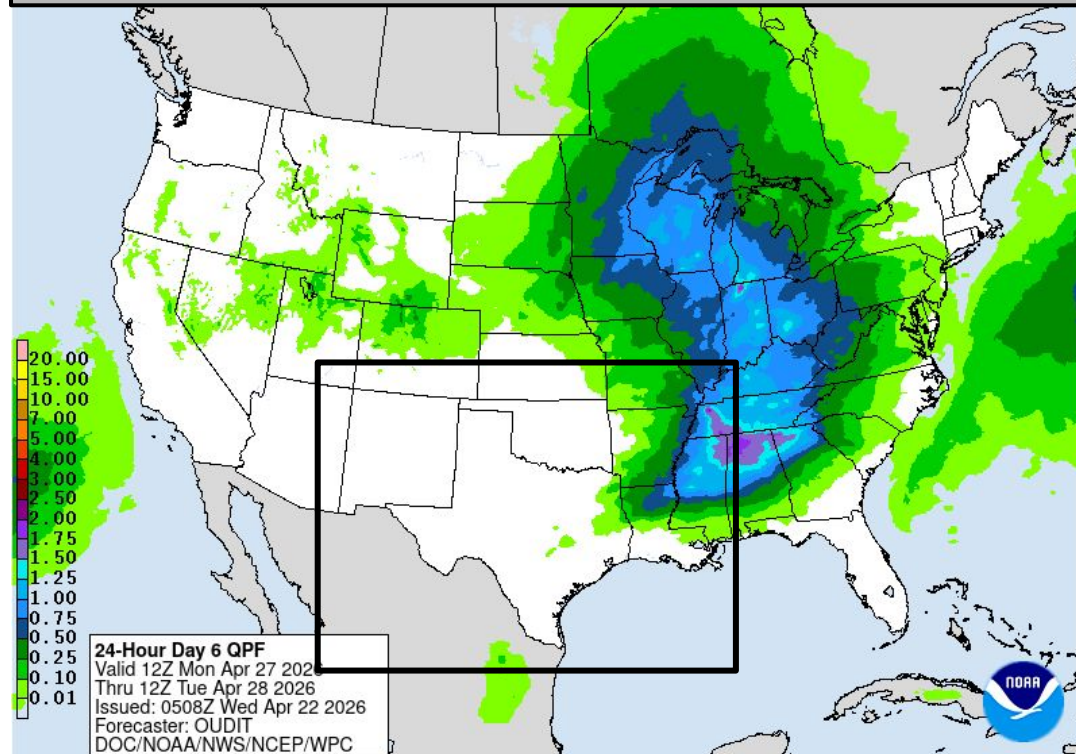 20.00
15.00
10.00
7.00
5.00
4.00
3.00
2.50
2.00
1.75
1.50
1.25
1.00
0.75
0.50
0.25
0.10
0.01
24-Hour Day 6 QPF
Valid 12Z Mon Apr 27 2026
Thru 12Z Tue Apr 28 2026
Issued: 0508Z Wed Apr 22 2026
Forecaster: OUDIT
DOC/NOAA/NWS/NCEP/WPC
NOAA